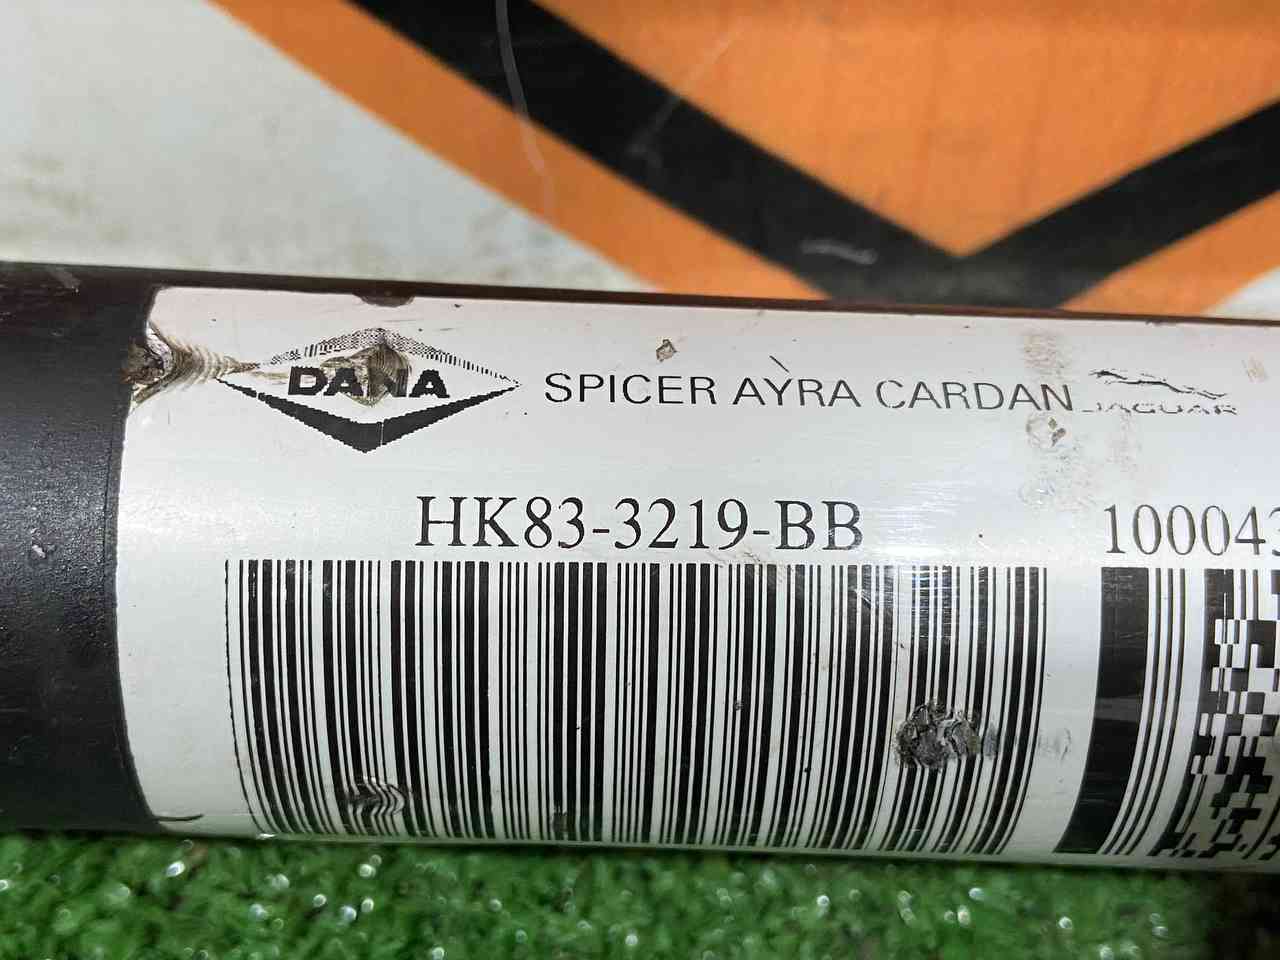 DANA SPICER AYRA CARDAN JAGUAR
HK83-3219-BB 10004